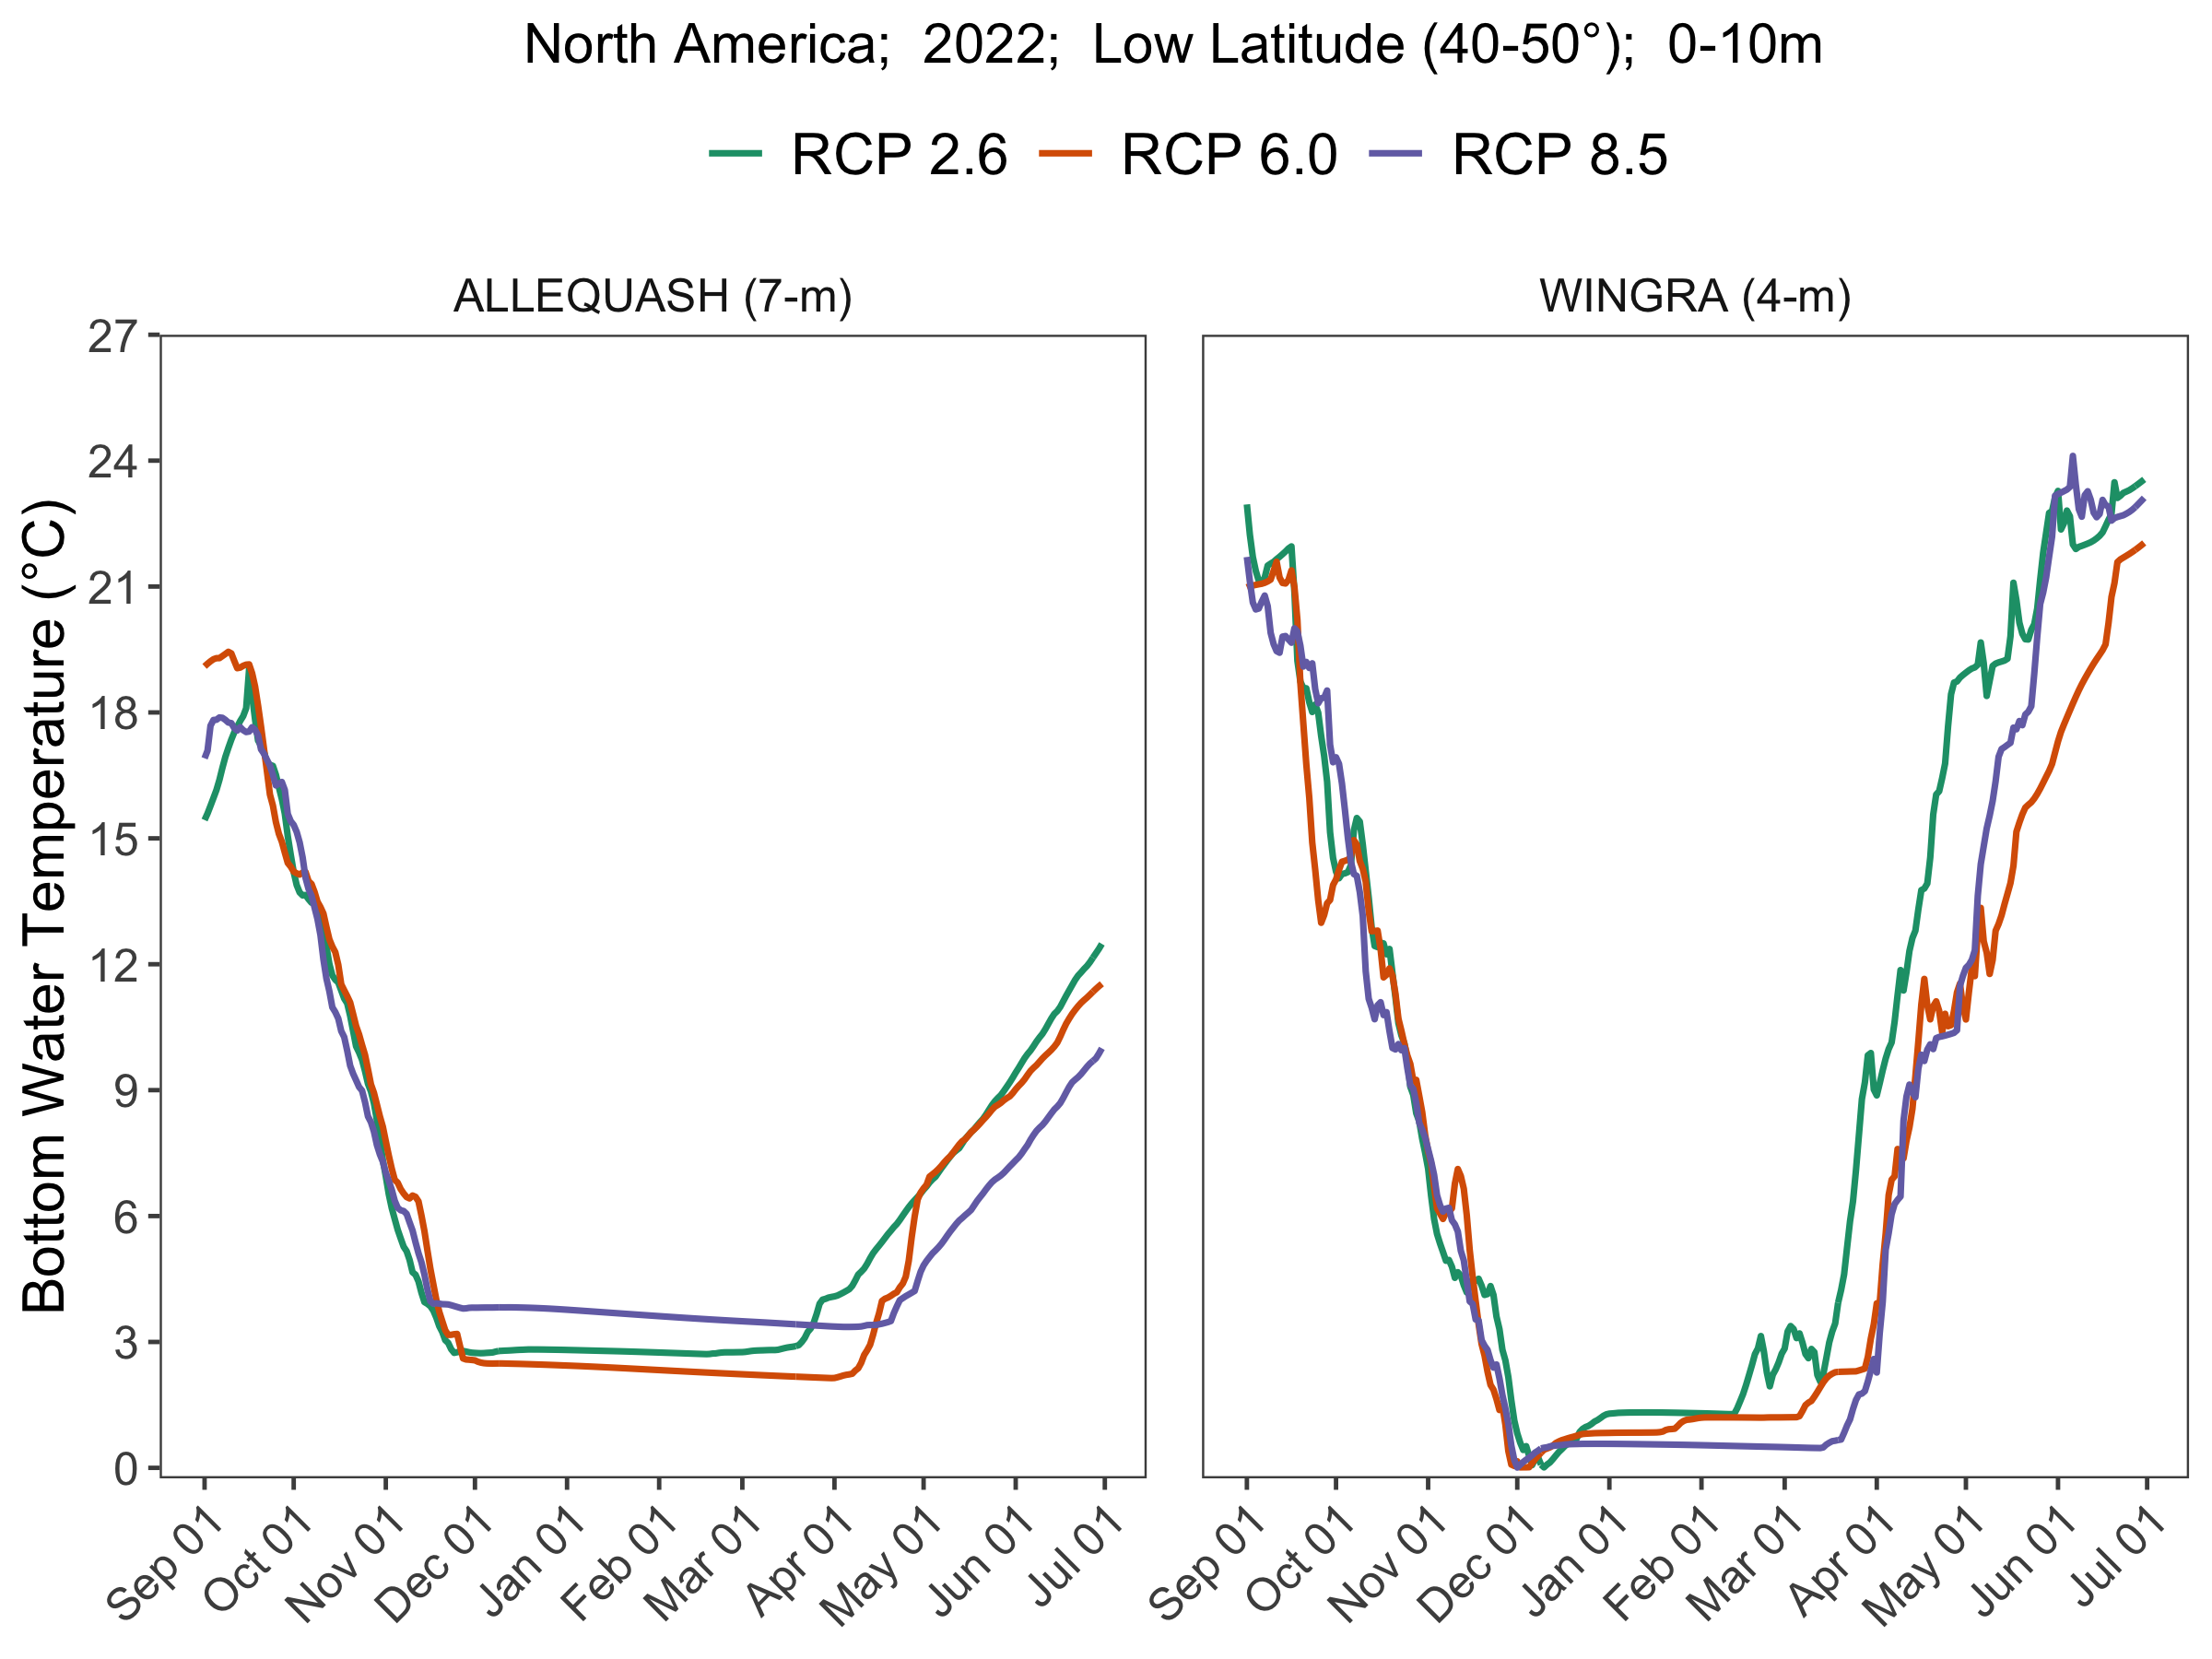 North America;  2022;  Low Latitude (40-50°);  0-10m
RCP 2.6 RCP 6.0 RCP 8.5
ALLEQUASH (7-m) WINGRA (4-m)
Bottom Water Temperature (°C)
27
24
21
18
15
12
9
6
3
0
Sep 01 Oct 01 Nov 01 Dec 01 Jan 01 Feb 01 Mar 01 Apr 01 May 01 Jun 01 Jul 01 Sep 01 Oct 01 Nov 01 Dec 01 Jan 01 Feb 01 Mar 01 Apr 01 May 01 Jun 01 Jul 01